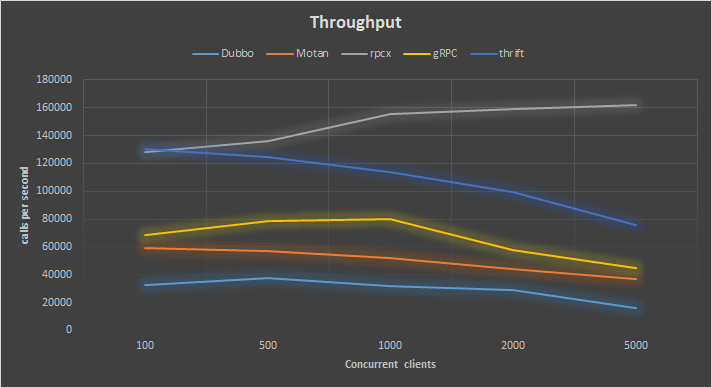 Throughput
Dubbo Motan rpcx gRPC thrift
180000
160000
140000
120000
100000
80000
60000
40000
20000
0
calls per second
100 500 1000 2000 5000
Concurrent clients